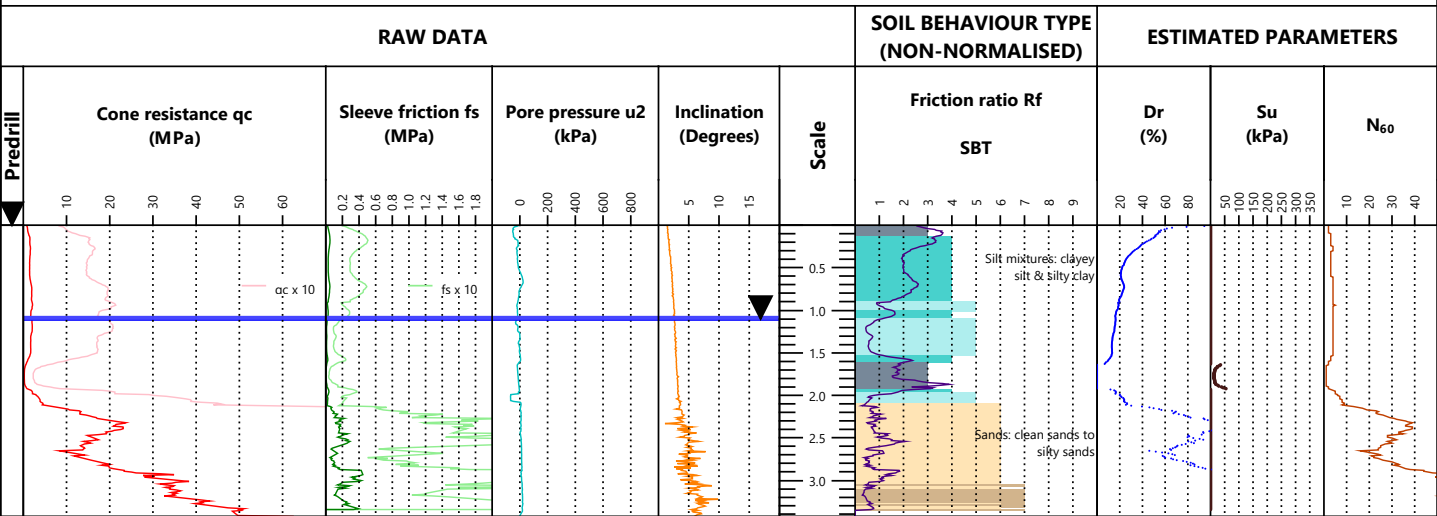 RAW DATA
SOIL BEHAVIOUR TYPE
(NON-NORMALISED)
ESTIMATED PARAMETERS
Predrill
Cone resistance qc
(MPa)
Sleeve friction fs
(MPa)
Pore pressure u2
(kPa)
Inclination
(Degrees)
Scale
Friction ratio Rf
SBT
Dr
(%)
Su
(kPa)
N₆₀
10 20 30 40 50 60
0.2 0.4 0.6 0.8 1.0 1.2 1.4 1.6 1.8
0 200 400 600 800
5 10 15
1 2 3 4 5 6 7 8 9
20 40 60 80
50 100 150 200 250 300 350
10 20 30 40
qc x 10
fs x 10
0.5
1.0
1.5
2.0
2.5
3.0
Silt mixtures: clayey
silt & silty clay
Sands: clean sands to
silty sands